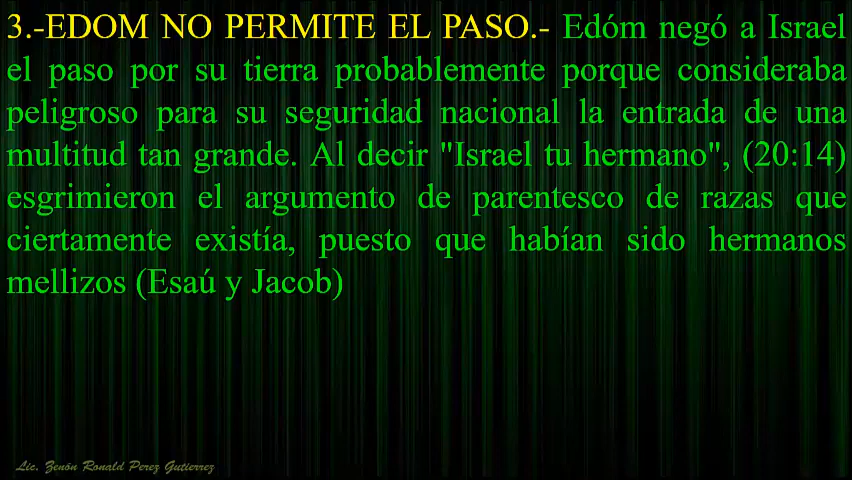 3.-EDOM NO PERMITE EL PASO.- Edóm negó a Israel
el paso por su tierra probablemente porque consideraba
peligroso para su seguridad nacional la entrada de una
multitud tan grande. Al decir "Israel tu hermano", (20:14)
esgrimieron el argumento de parentesco de razas que
ciertamente existía, puesto que habían sido hermanos
mellizos (Esaú y Jacob)
Lic. Zenón Ronald Perez Gutierrez